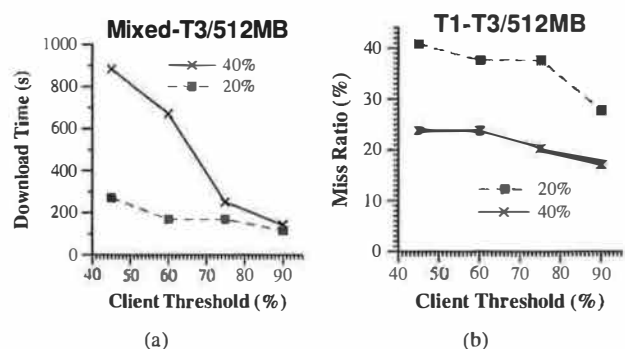 Mixed-T3/512MB
1000
800
600
400
200
0
Download Time (s)
40%
20%
40 50 60 70 80 90
Client Threshold (%)
(a)
T1-T3/512MB
40
30
20
10
0
Miss Ratio (%)
20%
40%
40 50 60 70 80 90
Client Threshold (%)
(b)